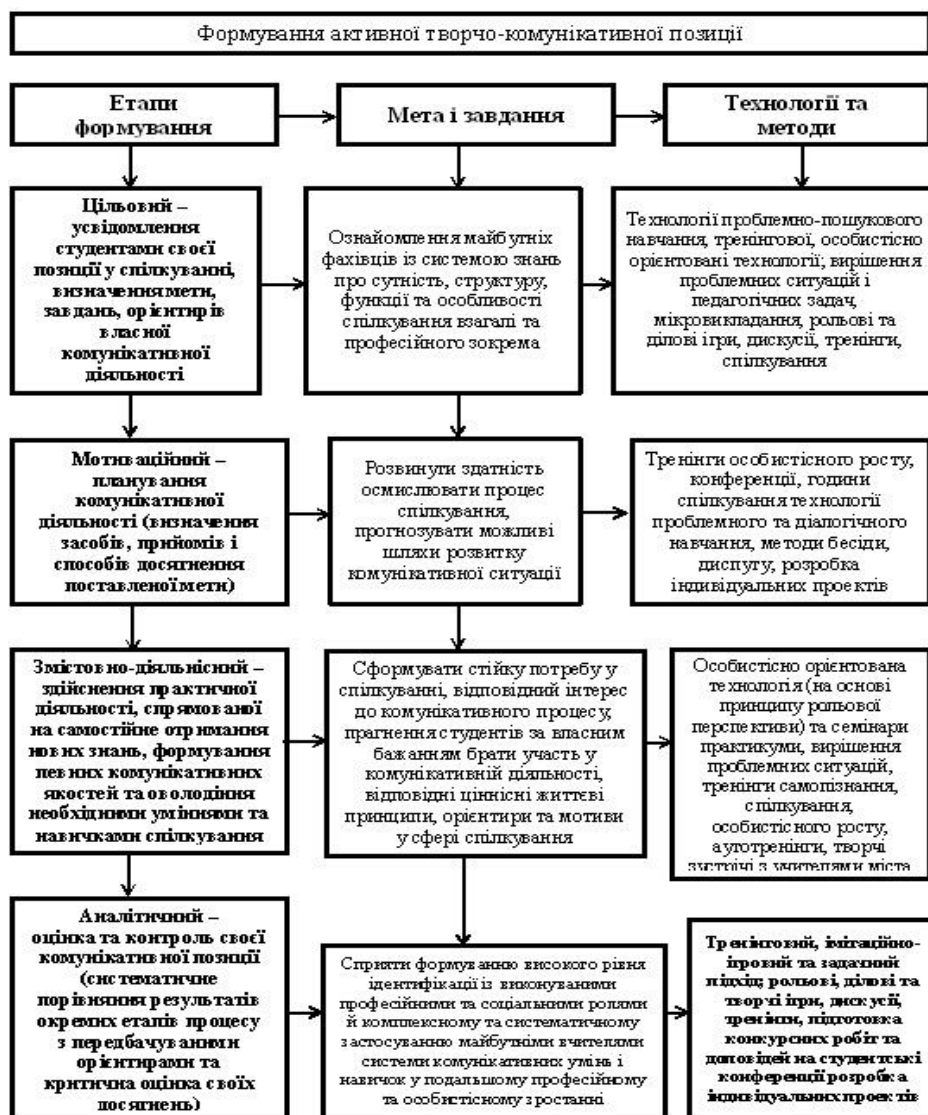 Формування активної творчо-комунікативної позиції
Етапи
формування
Мета і завдання
Технології та
методи
Цільовий –
усвідомлення
студентами своєї
позиції у спілкуванні,
визначення мети,
завдань, орієнтирів
власної
комунікативної
діяльності
Ознайомлення майбутніх
фахівців із системою знань
про сутність, структуру,
функції та особливості
спілкування взагалі та
професійного зокрема
Технології проблемно-пошукового
навчання, тренінгової, особистісно
орієнтовані технології; вирішення
проблемних ситуацій і
педагогічних задач,
мікровикладання, рольові та
ділові ігри, дискусії, тренінги,
спілкування
Мотиваційний –
планування
комунікативної
діяльності (визначення
засобів, прийомів і
способів досягнення
поставленої мети)
Розвинути здатність
осмислювати процес
спілкування,
прогнозувати можливі
шляхи розвитку
комунікативної ситуації
Тренінги особистісного росту,
конференції, години
спілкування технології
проблемного та діалогічного
навчання, методи бесіди,
диспуту, розробка
індивідуальних проектів
Змістовно-діяльнісний –
здійснення практичної
діяльності, спрямованої
на самостійне отримання
нових знань, формування
певних комунікативних
якостей та оволодіння
необхідними уміннями та
навичками спілкування
Сформувати стійку потребу у
спілкуванні, відповідний інтерес
до комунікативного процесу,
прагнення студентів за власним
бажанням брати участь у
комунікативній діяльності,
відповідні ціннісні життєві
принципи, орієнтири та мотиви
у сфері спілкування
Особистісно орієнтована
технологія (на основі
принципу рольової
перспективи) та семінари
практикуми, вирішення
проблемних ситуацій,
тренінги самопізнання,
спілкування,
особистісного росту,
аутотренінги, творчі
зустрічі з учителями міста
Аналітичний –
оцінка та контроль своєї
комунікативної позиції
(систематичне
порівняння результатів
окремих етапів процесу
з передбачуваними
орієнтирами та
критична оцінка своїх
досягнень)
Сприяти формуванню високого рівня
ідентифікації із виконуваними
професійними та соціальними ролями
й комплексному та систематичному
застосуванню майбутніми вчителями
системи комунікативних умінь і
навичок у подальшому професійному
та особистісному зростанні
Тренінговий, імітаційно-
ігровий та задачний
підхід; рольові, ділові та
творчі ігри, дискусії,
тренінги, підготовка
конкурсних робіт та
доповідей на студентські
конференції розробка
індивідуальних проектів